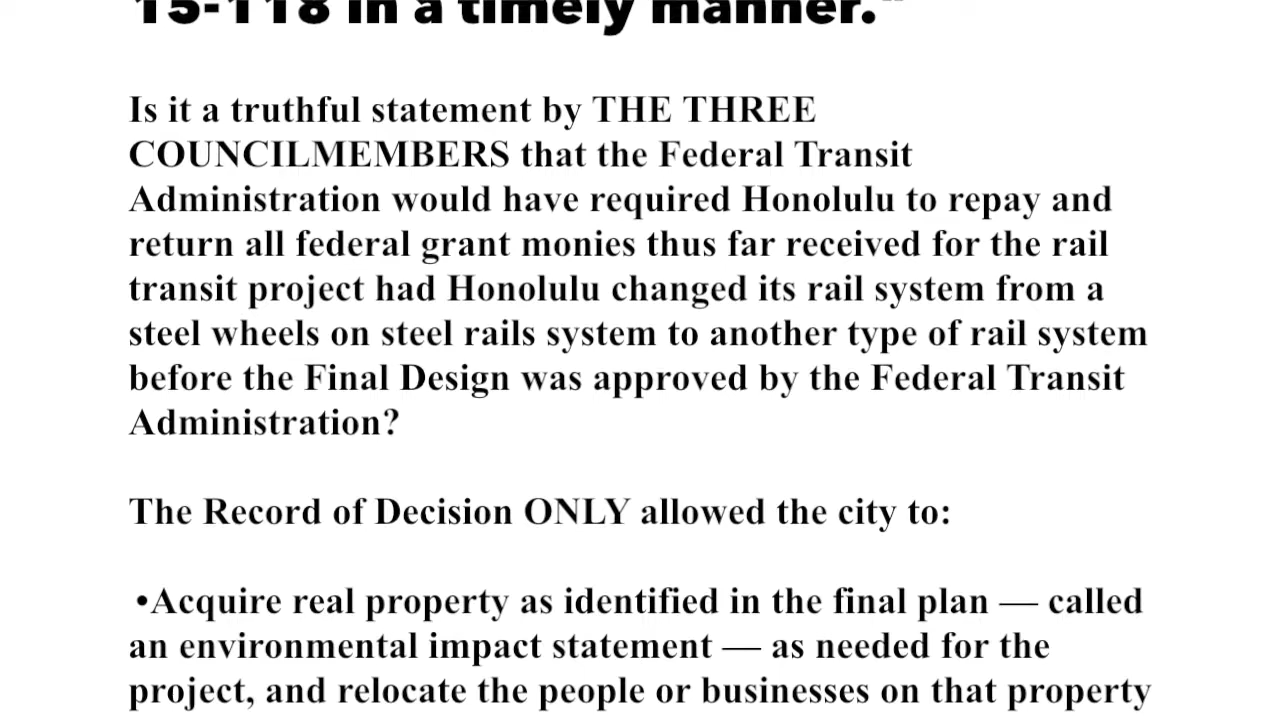 15-118 in a timely manner."
Is it a truthful statement by THE THREE
COUNCILMEMBERS that the Federal Transit
Administration would have required Honolulu to repay and
return all federal grant monies thus far received for the rail
transit project had Honolulu changed its rail system from a
steel wheels on steel rails system to another type of rail system
before the Final Design was approved by the Federal Transit
Administration?
The Record of Decision ONLY allowed the city to:
•Acquire real property as identified in the final plan — called
an environmental impact statement — as needed for the
project, and relocate the people or businesses on that property